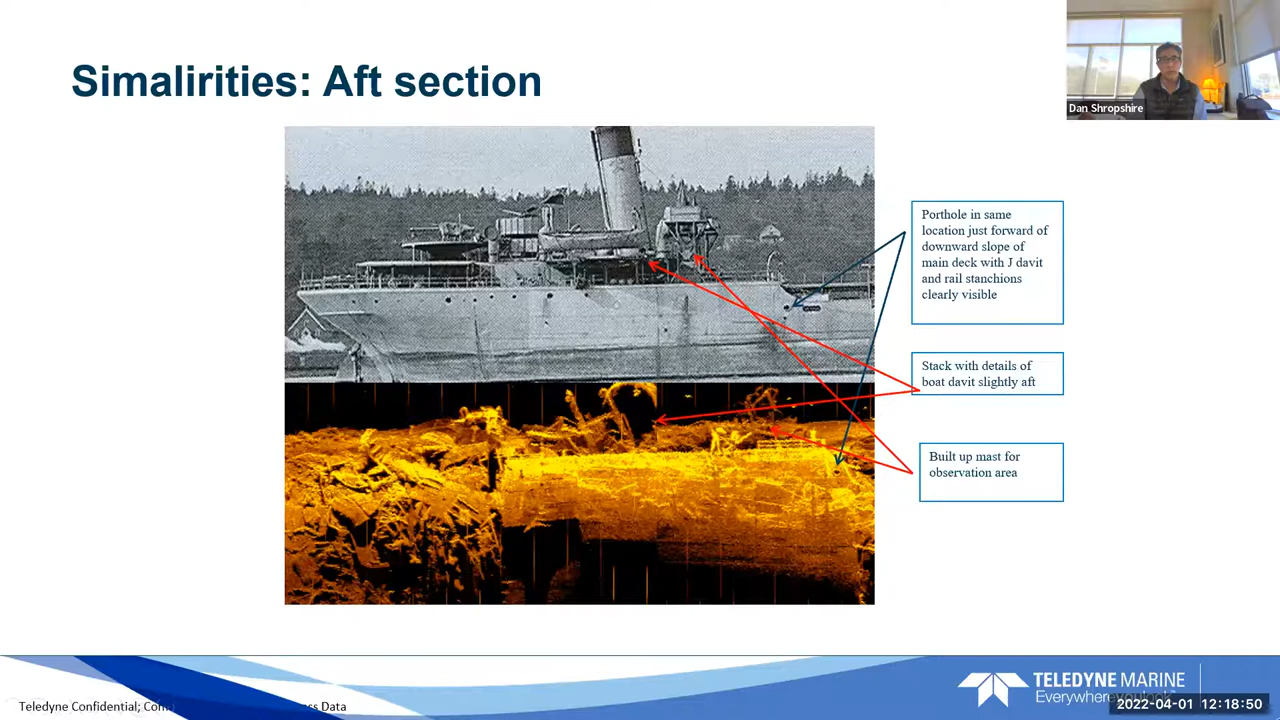 Simalirities: Aft section
Dan Shropshire
Porthole in same
location just forward of
downward slope of
main deck with J davit
and rail stanchions
clearly visible
Stack with details of
boat davit slightly aft
Built up mast for
observation area
TELEDYNE MARINE
Everywhereyoulook
Teledyne Confidential; Com ss Data
2022-04-01 12:18:50